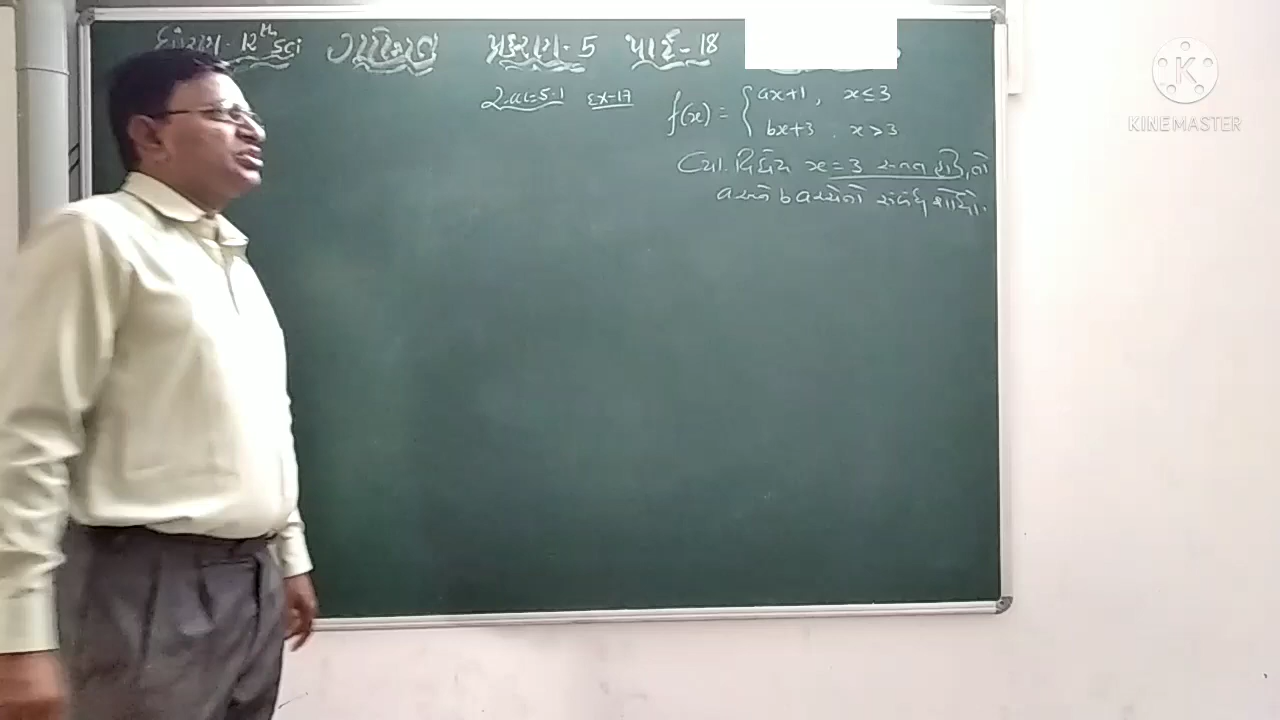 ધોરણ-12th Sci ગણિત પ્રકરણ-5 પાર્ટ-18
સ્વા-5.1 Ex-17
f(x) = { ax+1, x≤3
bx+3. x>3
વ્યા. વિધેય x=3 સતત હોય, તો
a અને b વચ્ચેનો સંબંધ શોધો.
KINEMASTER